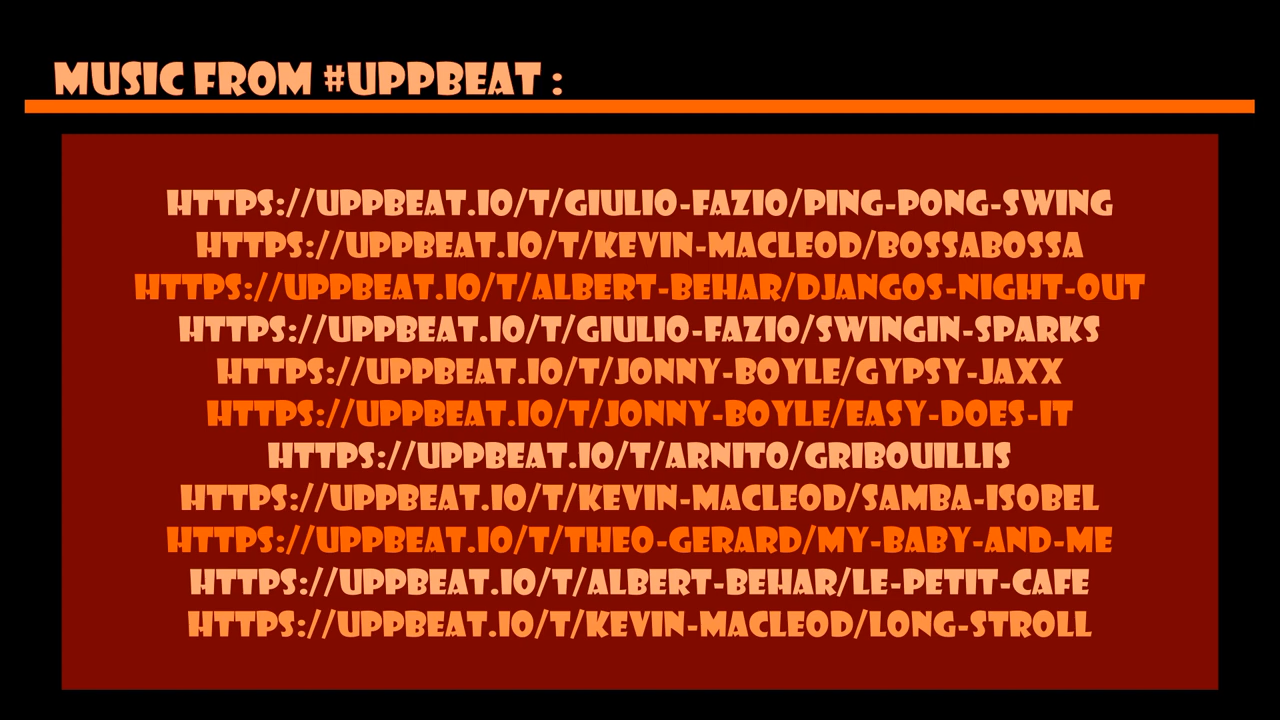 MUSIC FROM #UPPBEAT :
HTTPS://UPPBEAT.IO/T/GIULIO-FAZIO/PING-PONG-SWING
HTTPS://UPPBEAT.IO/T/KEVIN-MACLEOD/BOSSABOSSA
HTTPS://UPPBEAT.IO/T/ALBERT-BEHAR/DJANGOS-NIGHT-OUT
HTTPS://UPPBEAT.IO/T/GIULIO-FAZIO/SWINGIN-SPARKS
HTTPS://UPPBEAT.IO/T/JONNY-BOYLE/GYPSY-JAXX
HTTPS://UPPBEAT.IO/T/JONNY-BOYLE/EASY-DOES-IT
HTTPS://UPPBEAT.IO/T/ARNITO/GRIBOUILLIS
HTTPS://UPPBEAT.IO/T/KEVIN-MACLEOD/SAMBA-ISOBEL
HTTPS://UPPBEAT.IO/T/THEO-GERARD/MY-BABY-AND-ME
HTTPS://UPPBEAT.IO/T/ALBERT-BEHAR/LE-PETIT-CAFE
HTTPS://UPPBEAT.IO/T/KEVIN-MACLEOD/LONG-STROLL